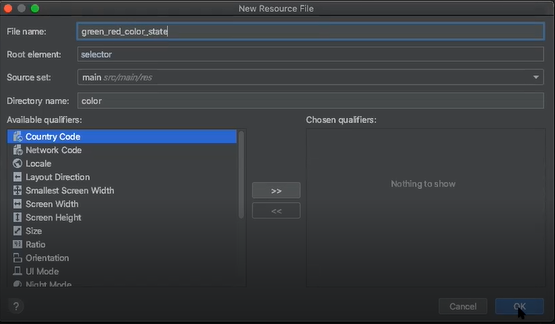 New Resource File
File name: green_red_color_state
Root element: selector
Source set: main src/main/res
Directory name: color
Available qualifiers: Chosen qualifiers:
Country Code
Network Code
Locale
Layout Direction
Smallest Screen Width
Screen Width
Screen Height
Size
Ratio
Orientation
UI Mode
Night Mode
>>
<<
Nothing to show
? Cancel OK